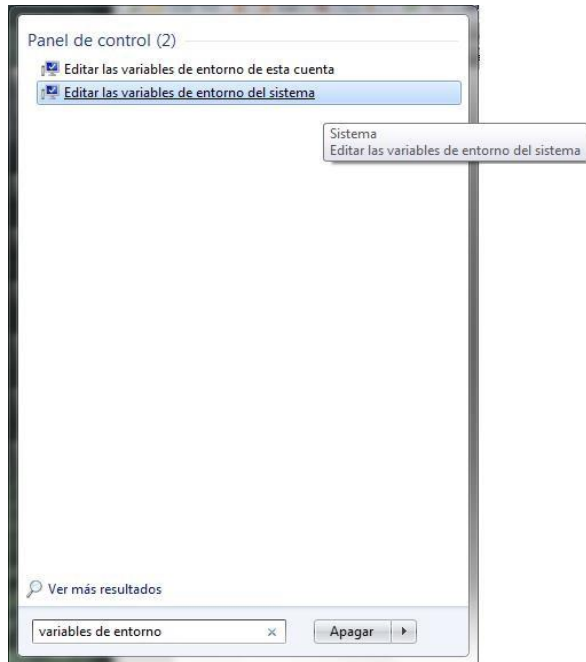 Panel de control (2)
Editar las variables de entorno de esta cuenta
Editar las variables de entorno del sistema
Sistema
Editar las variables de entorno del sistema
Ver más resultados
variables de entorno
Apagar